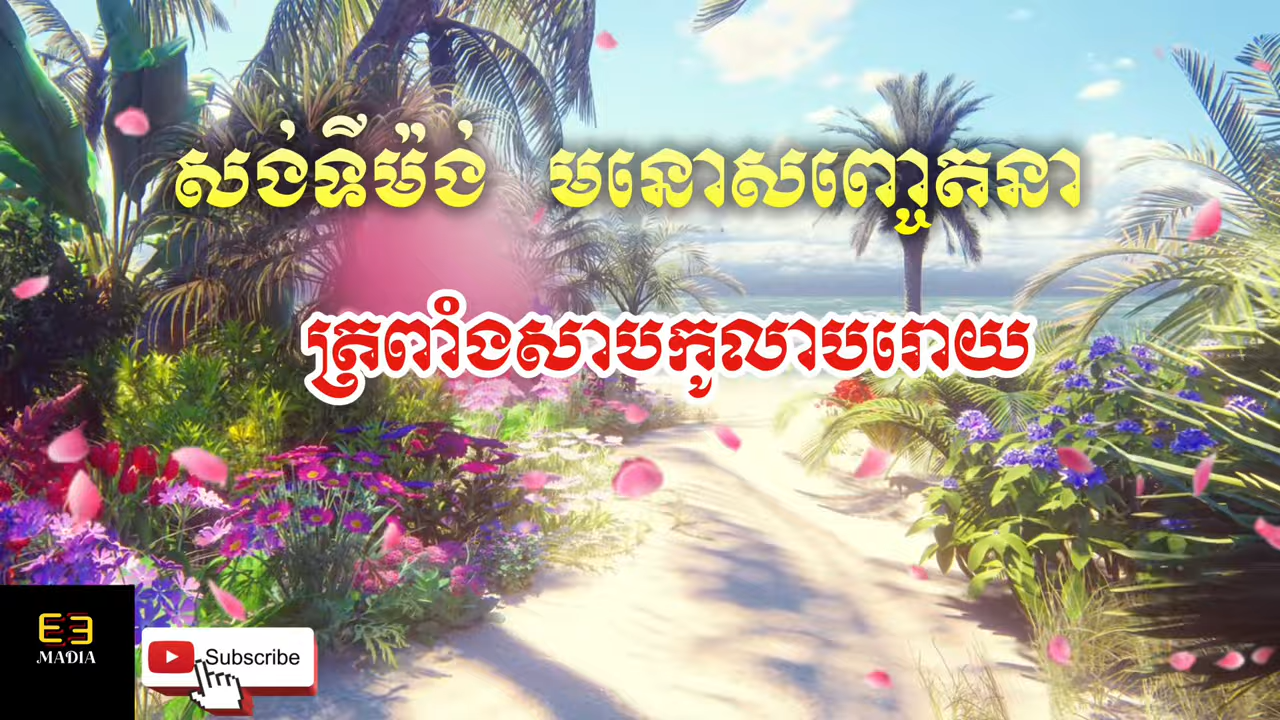 សង់ទីម៉ង់ មនោសញ្ចេតនា
ត្រពាំងសាបកូលាបរោយ
E3
MADIA
Subscribe